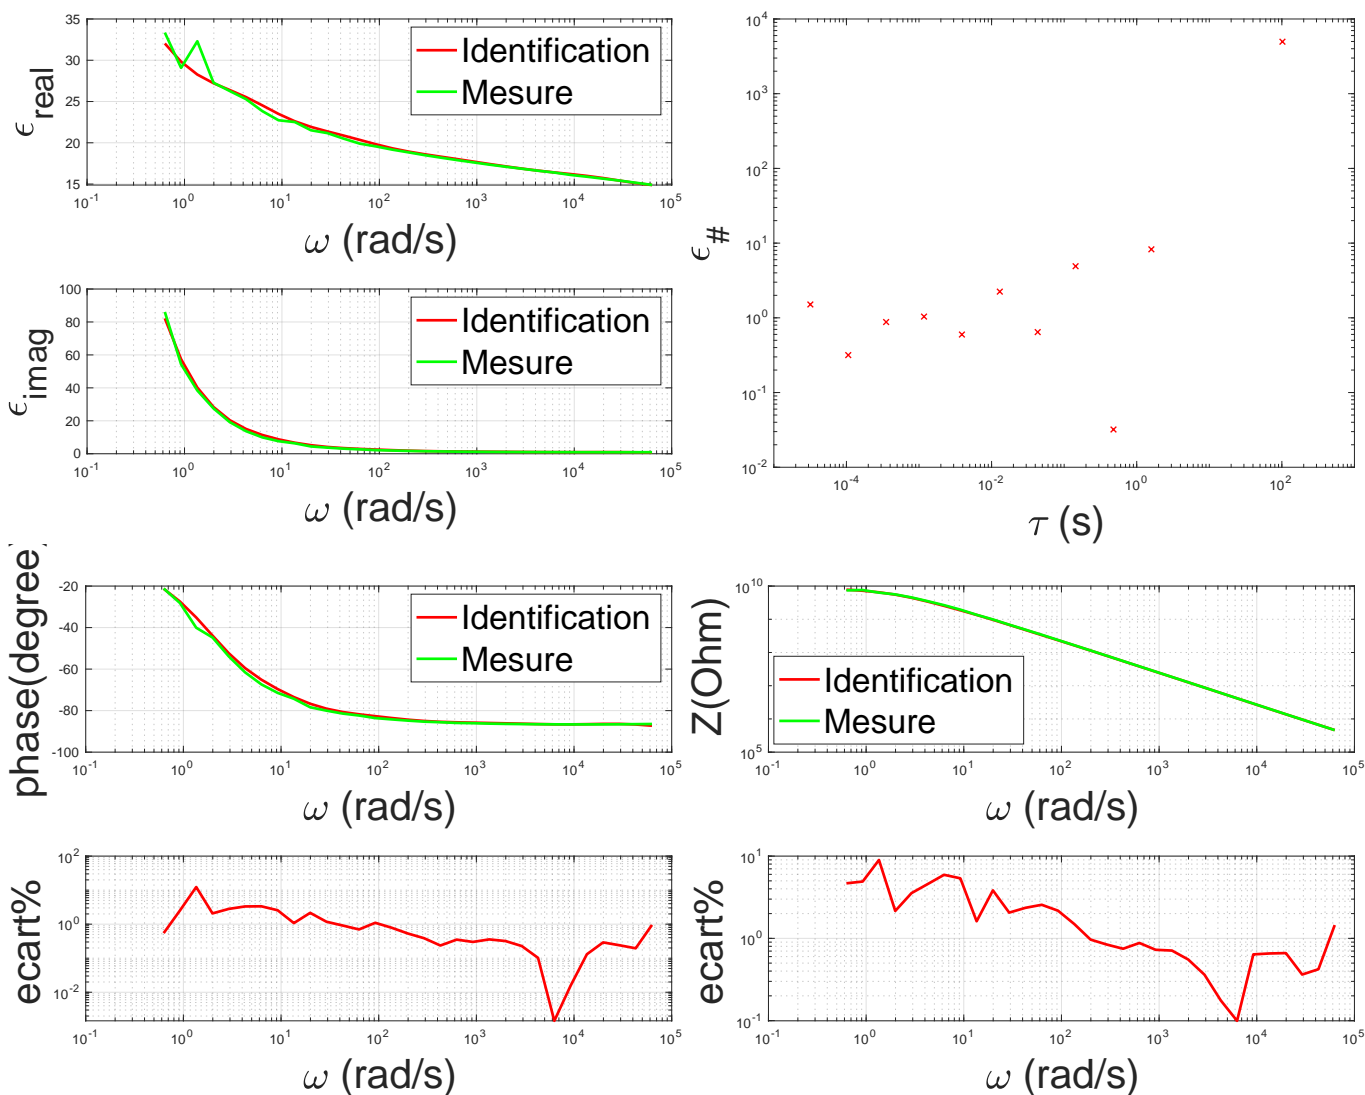 35
30
25
20
15
ϵreal
10^-1 10^0 10^1 10^2 10^3 10^4 10^5
ω (rad/s)
Identification
Mesure
100
80
60
40
20
0
ϵimag
10^-1 10^0 10^1 10^2 10^3 10^4 10^5
ω (rad/s)
Identification
Mesure
10^4
10^3
10^2
10^1
10^0
10^-1
10^-2
ϵ#
10^-4 10^-2 10^0 10^2
τ (s)
-20
-40
-60
-80
-100
phase(degree)
10^-1 10^0 10^1 10^2 10^3 10^4 10^5
ω (rad/s)
Identification
Mesure
10^10
10^5
Z(Ohm)
10^-1 10^0 10^1 10^2 10^3 10^4 10^5
ω (rad/s)
Identification
Mesure
10^2
10^0
10^-2
ecart%
10^-1 10^0 10^1 10^2 10^3 10^4 10^5
ω (rad/s)
10^1
10^0
10^-1
ecart%
10^-1 10^0 10^1 10^2 10^3 10^4 10^5
ω (rad/s)